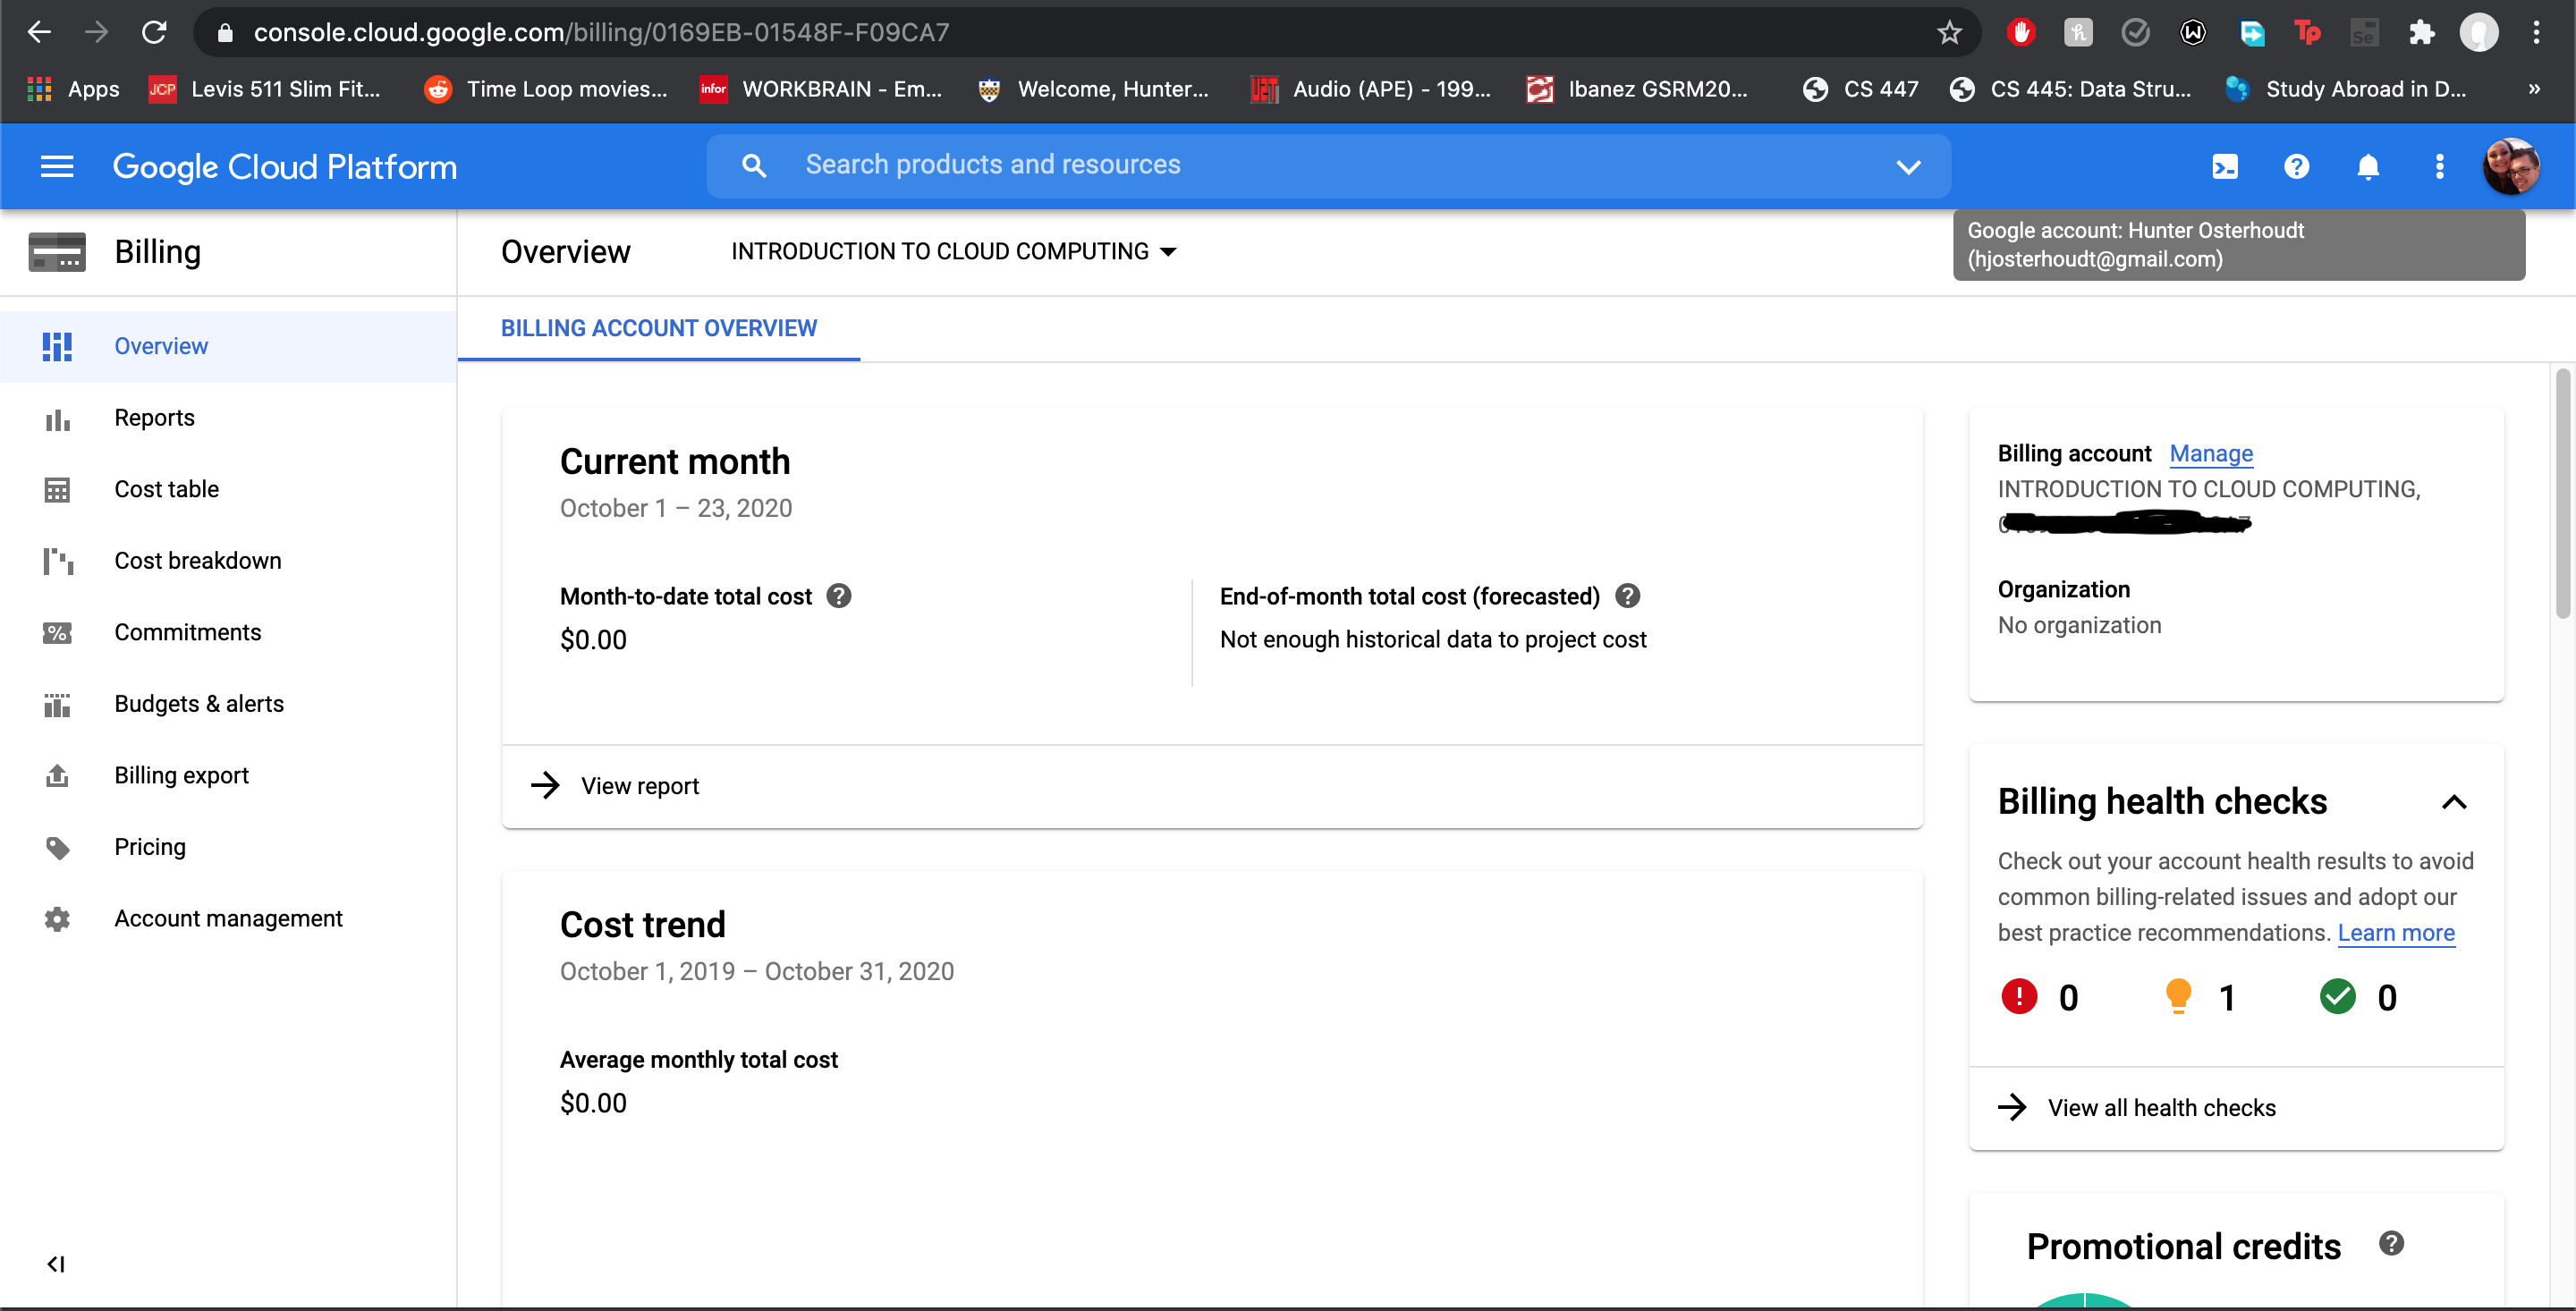 console.cloud.google.com/billing/0169EB-01548F-F09CA7
Apps
JCP
Levis 511 Slim Fit...
Time Loop movies...
infor
WORKBRAIN - Em...
Welcome, Hunter...
Audio (APE) - 199...
Ibanez GSRM20...
CS 447
CS 445: Data Stru...
Study Abroad in D...
»
Google Cloud Platform
Search products and resources
Billing
Overview
INTRODUCTION TO CLOUD COMPUTING
Google account: Hunter Osterhoudt
(hjosterhoudt@gmail.com)
Overview
Reports
Cost table
Cost breakdown
Commitments
Budgets & alerts
Billing export
Pricing
Account management
BILLING ACCOUNT OVERVIEW
Current month
October 1 – 23, 2020
Month-to-date total cost
$0.00
End-of-month total cost (forecasted)
Not enough historical data to project cost
View report
Cost trend
October 1, 2019 – October 31, 2020
Average monthly total cost
$0.00
Billing account Manage
INTRODUCTION TO CLOUD COMPUTING,
Organization
No organization
Billing health checks
Check out your account health results to avoid
common billing-related issues and adopt our
best practice recommendations. Learn more
0 1 0
View all health checks
Promotional credits